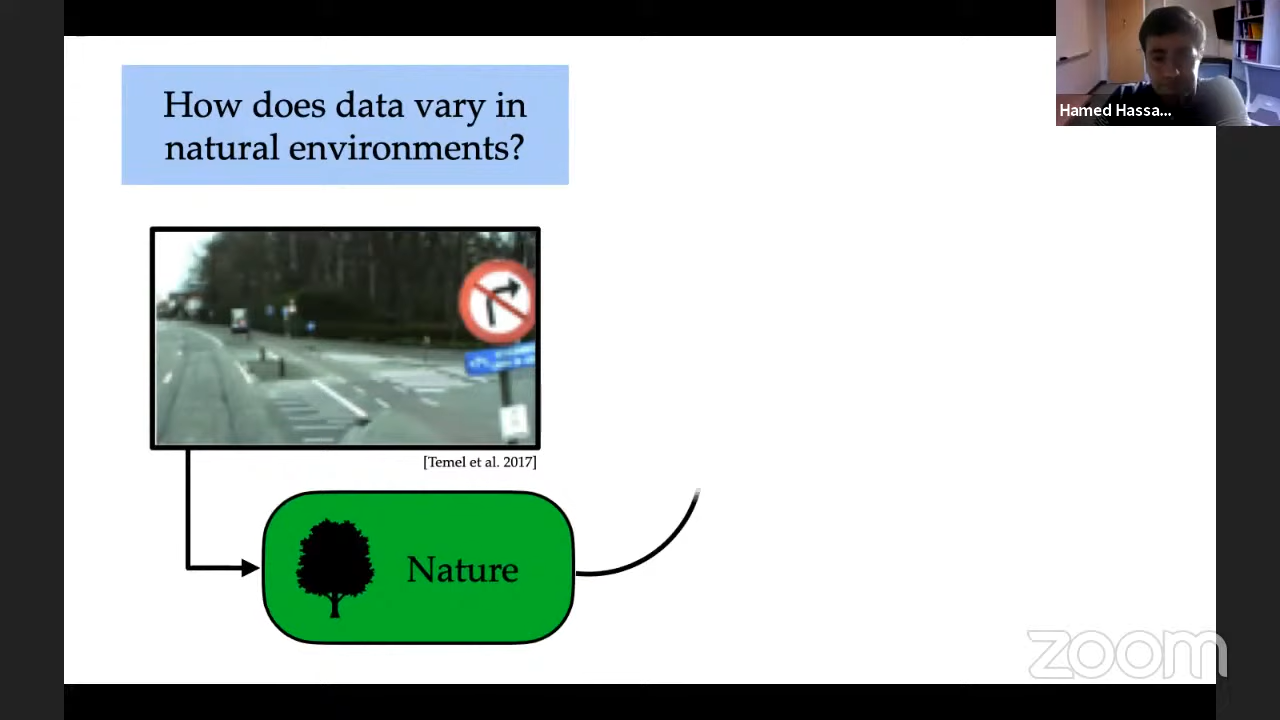 How does data vary in
natural environments?
Hamed Hassa...
[Temel et al. 2017]
Nature
zoom